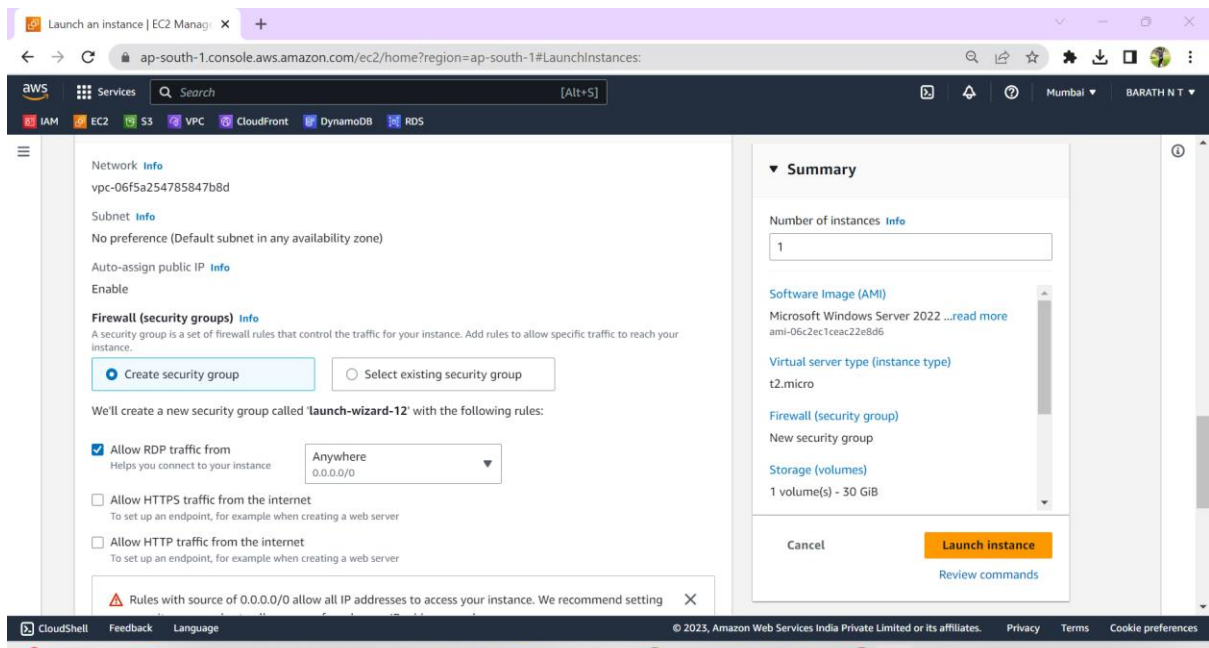 Launch an instance | EC2 Manag
ap-south-1.console.aws.amazon.com/ec2/home?region=ap-south-1#LaunchInstances:
aws
Services
Search
[Alt+S]
Mumbai
BARATH N T
IAM
EC2
S3
VPC
CloudFront
DynamoDB
RDS
Network Info
vpc-06f5a254785847b8d
Subnet Info
No preference (Default subnet in any availability zone)
Auto-assign public IP Info
Enable
Firewall (security groups) Info
A security group is a set of firewall rules that control the traffic for your instance. Add rules to allow specific traffic to reach your
instance.
Create security group
Select existing security group
We'll create a new security group called 'launch-wizard-12' with the following rules:
Allow RDP traffic from
Helps you connect to your instance
Anywhere
0.0.0.0/0
Allow HTTPS traffic from the internet
To set up an endpoint, for example when creating a web server
Allow HTTP traffic from the internet
To set up an endpoint, for example when creating a web server
Rules with source of 0.0.0.0/0 allow all IP addresses to access your instance. We recommend setting
Summary
Number of instances Info
1
Software Image (AMI)
Microsoft Windows Server 2022 ...read more
ami-06c2ec1ceac22e8d6
Virtual server type (instance type)
t2.micro
Firewall (security group)
New security group
Storage (volumes)
1 volume(s) - 30 GiB
Cancel
Launch instance
Review commands
CloudShell
Feedback
Language
© 2023, Amazon Web Services India Private Limited or its affiliates.
Privacy
Terms
Cookie preferences